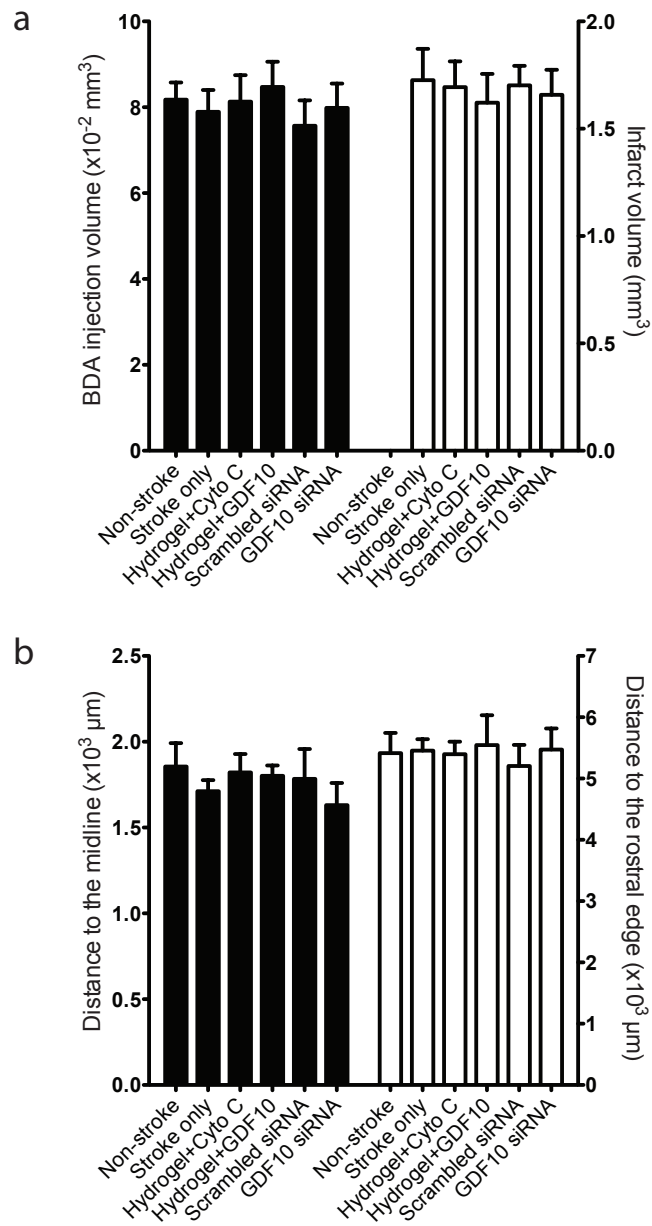 a
BDA injection volume (x10⁻² mm³)
10
8
6
4
2
0
Infarct volume (mm³)
2.0
1.5
1.0
0.5
0.0
Non-stroke
Stroke only
Hydrogel+Cyto C
Hydrogel+GDF10
Scrambled siRNA
GDF10 siRNA
Non-stroke
Stroke only
Hydrogel+Cyto C
Hydrogel+GDF10
Scrambled siRNA
GDF10 siRNA
b
Distance to the midline (x10³ µm)
2.5
2.0
1.5
1.0
0.5
0.0
Distance to the rostral edge (x10³ µm)
7
6
5
4
3
2
1
0
Non-stroke
Stroke only
Hydrogel+Cyto C
Hydrogel+GDF10
Scrambled siRNA
GDF10 siRNA
Non-stroke
Stroke only
Hydrogel+Cyto C
Hydrogel+GDF10
Scrambled siRNA
GDF10 siRNA